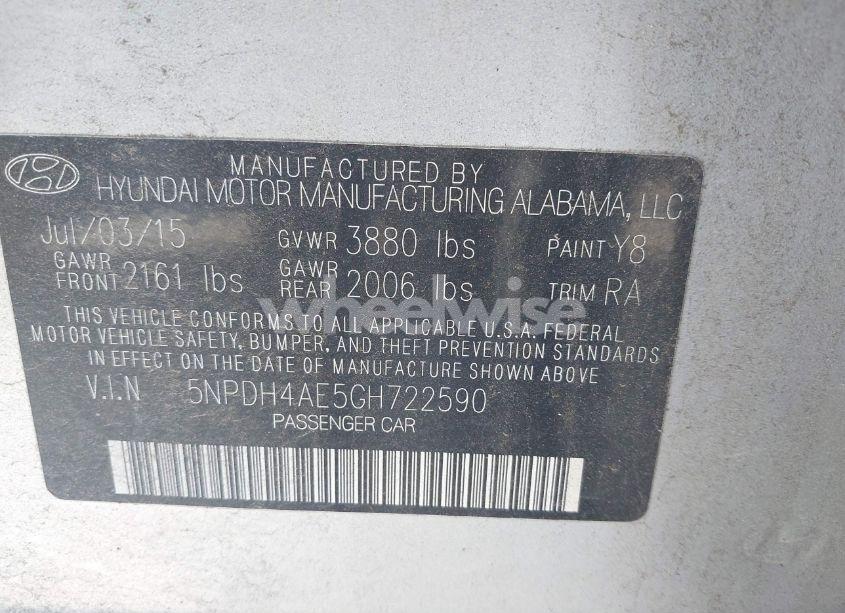 MANUFACTURED BY
HYUNDAI MOTOR MANUFACTURING ALABAMA, LLC
Jul/03/15 GVWR 3880 lbs PAINT Y8
GAWR FRONT 2161 lbs GAWR REAR 2006 lbs TRIM RA
wheelwise
THIS VEHICLE CONFORMS TO ALL APPLICABLE U.S.A. FEDERAL
MOTOR VEHICLE SAFETY, BUMPER, AND THEFT PREVENTION STANDARDS
IN EFFECT ON THE DATE OF MANUFACTURE SHOWN ABOVE.
V.I.N 5NPDH4AE5GH722590
PASSENGER CAR